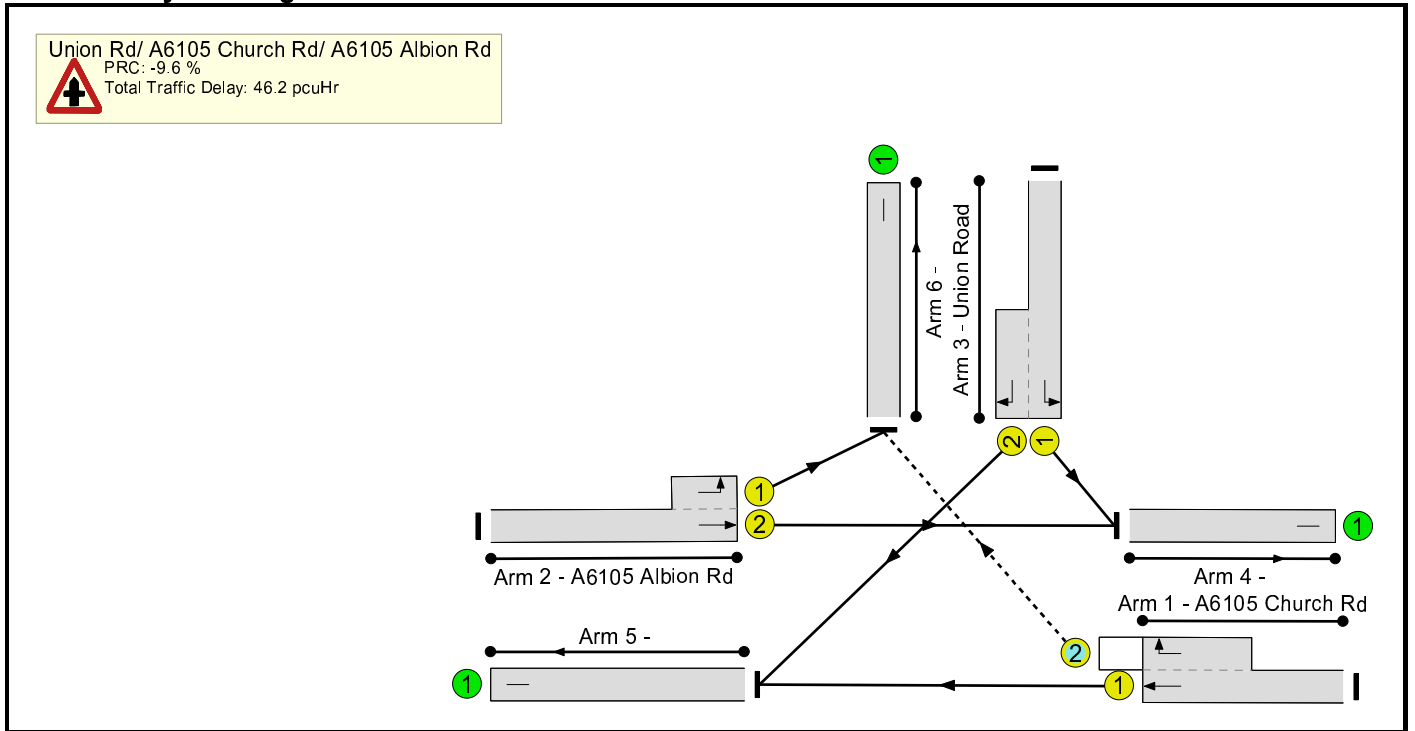 Union Rd/ A6105 Church Rd/ A6105 Albion Rd
PRC: -9.6 %
Total Traffic Delay: 46.2 pcuHr
1
Arm 6 -
Arm 3 - Union Road
2
1
1
2
1
Arm 2 - A6105 Albion Rd
Arm 4 -
Arm 1 - A6105 Church Rd
Arm 5 -
2
1
1